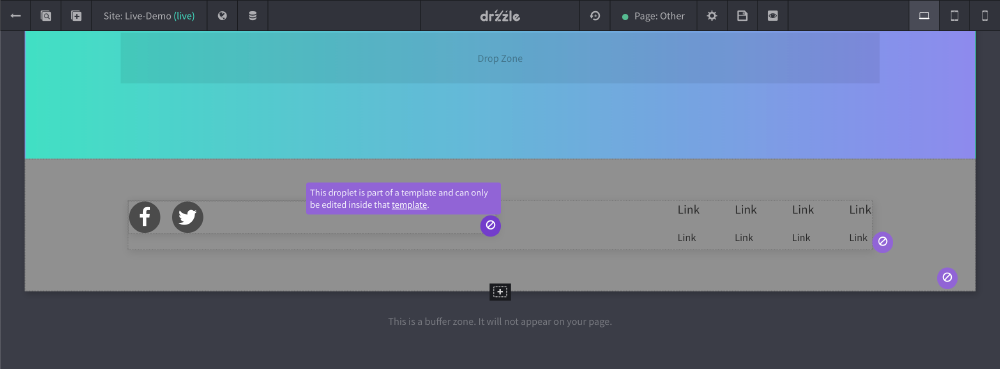 Site: Live-Demo (live)
drzzle
Page: Other
Drop Zone
This droplet is part of a template and can only
be edited inside that template.
Link Link Link Link
Link Link Link Link
This is a buffer zone. It will not appear on your page.